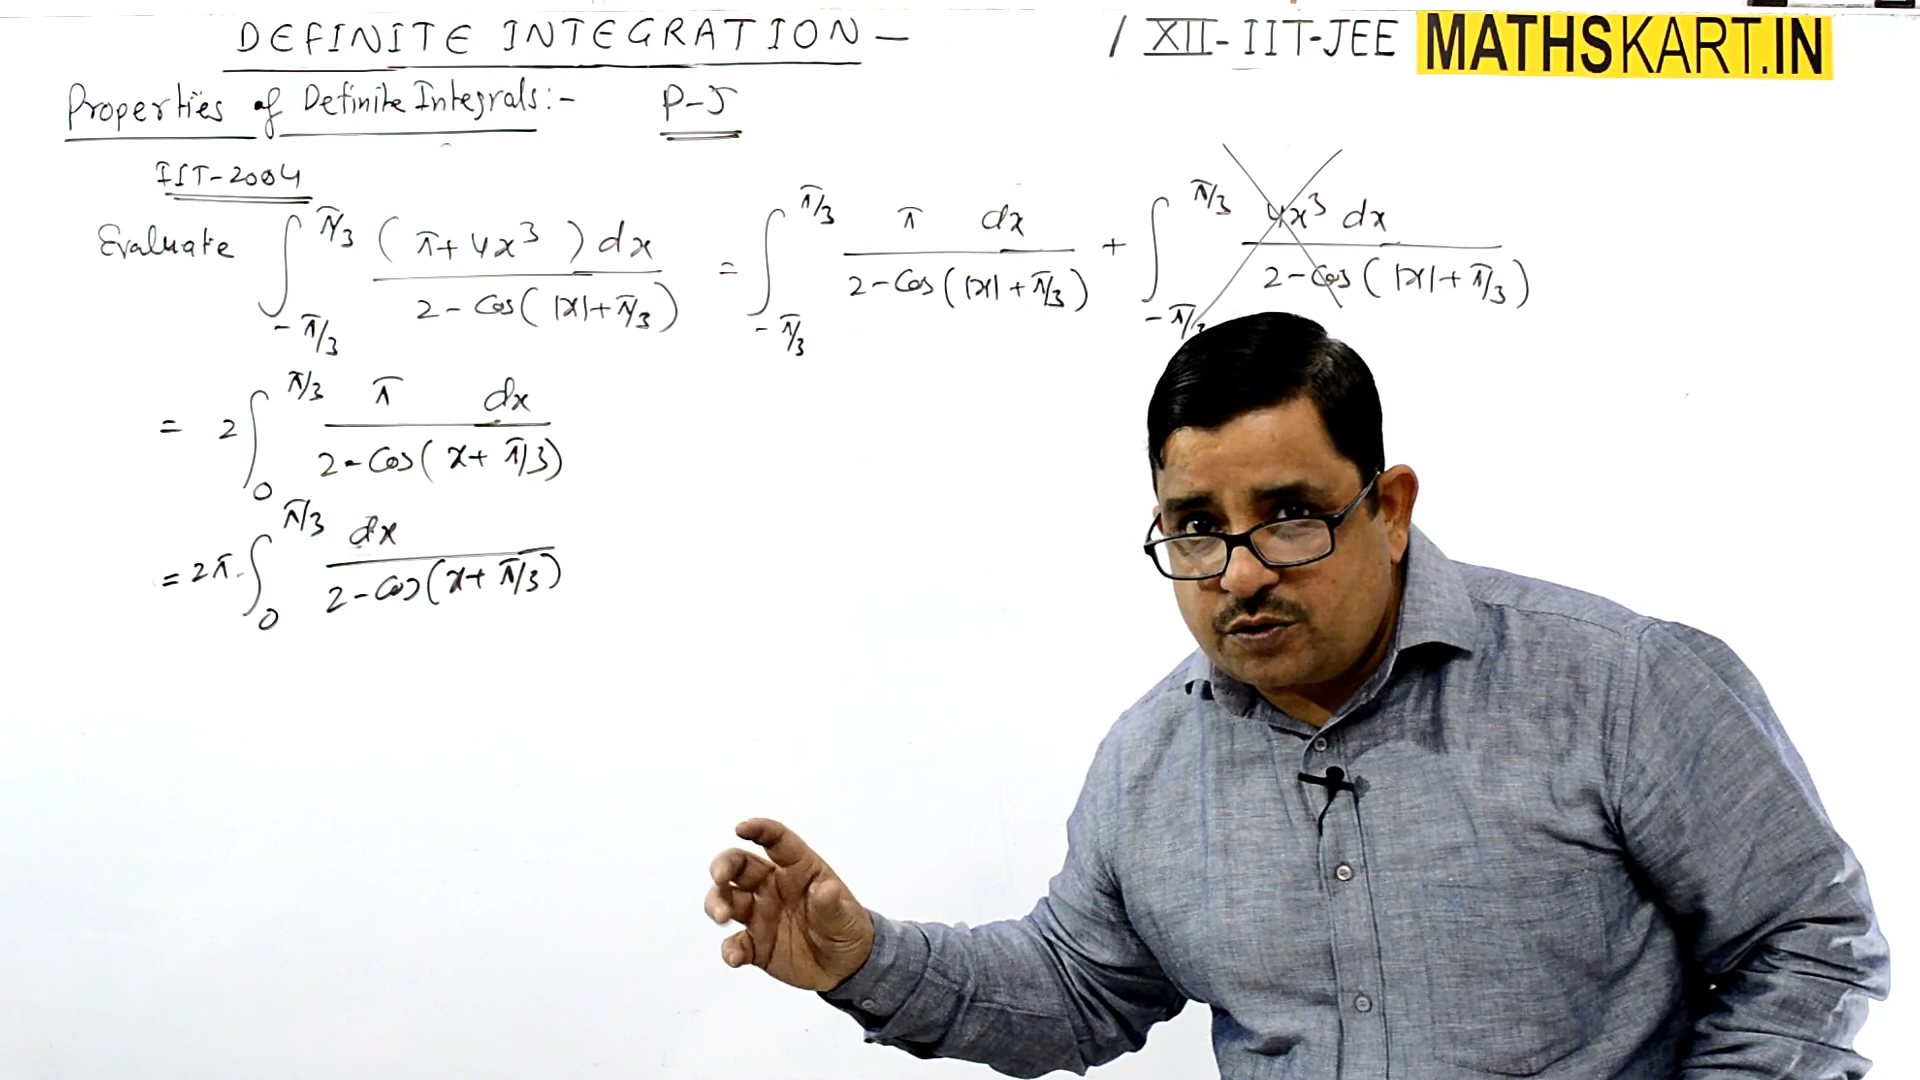 DEFINITE INTEGRATION — / XII-IIT-JEE MATHSKART.IN
Properties of Definite Integrals:- P-5
IIT-2004
Evaluate ∫_{-π/3}^{π/3} (π+4x³)dx / (2-Cos(|x|+π/3)) = ∫_{-π/3}^{π/3} π dx / (2-Cos(|x|+π/3)) + ∫_{-π/3}^{π/3} 4x³ dx / (2-Cos(|x|+π/3))
= 2∫_{0}^{π/3} π dx / (2-Cos(x+π/3))
= 2π·∫_{0}^{π/3} dx / (2-Cos(x+π/3))